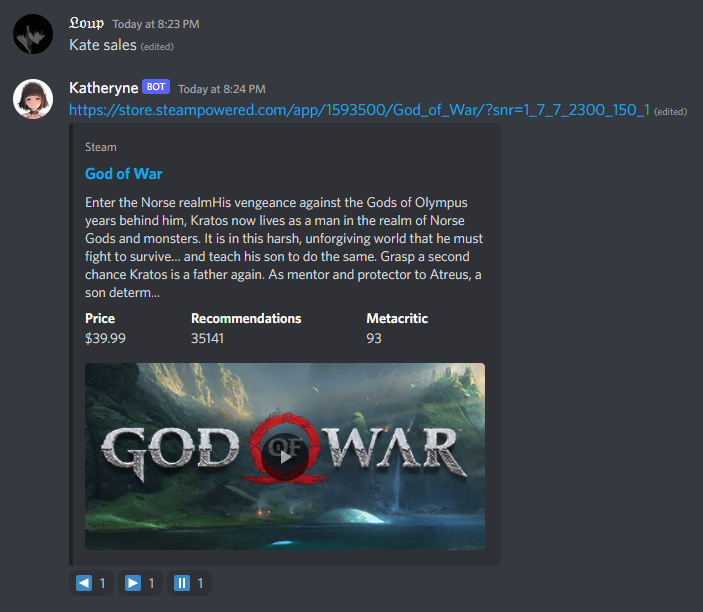 𝕷𝖔𝖚𝖕 Today at 8:23 PM
Kate sales (edited)
Katheryne BOT Today at 8:24 PM
https://store.steampowered.com/app/1593500/God_of_War/?snr=1_7_7_2300_150_1 (edited)
Steam
God of War
Enter the Norse realmHis vengeance against the Gods of Olympus
years behind him, Kratos now lives as a man in the realm of Norse
Gods and monsters. It is in this harsh, unforgiving world that he must
fight to survive... and teach his son to do the same. Grasp a second
chance Kratos is a father again. As mentor and protector to Atreus, a
son determ...
Price Recommendations Metacritic
$39.99 35141 93
GOD OF WAR
1 1 1